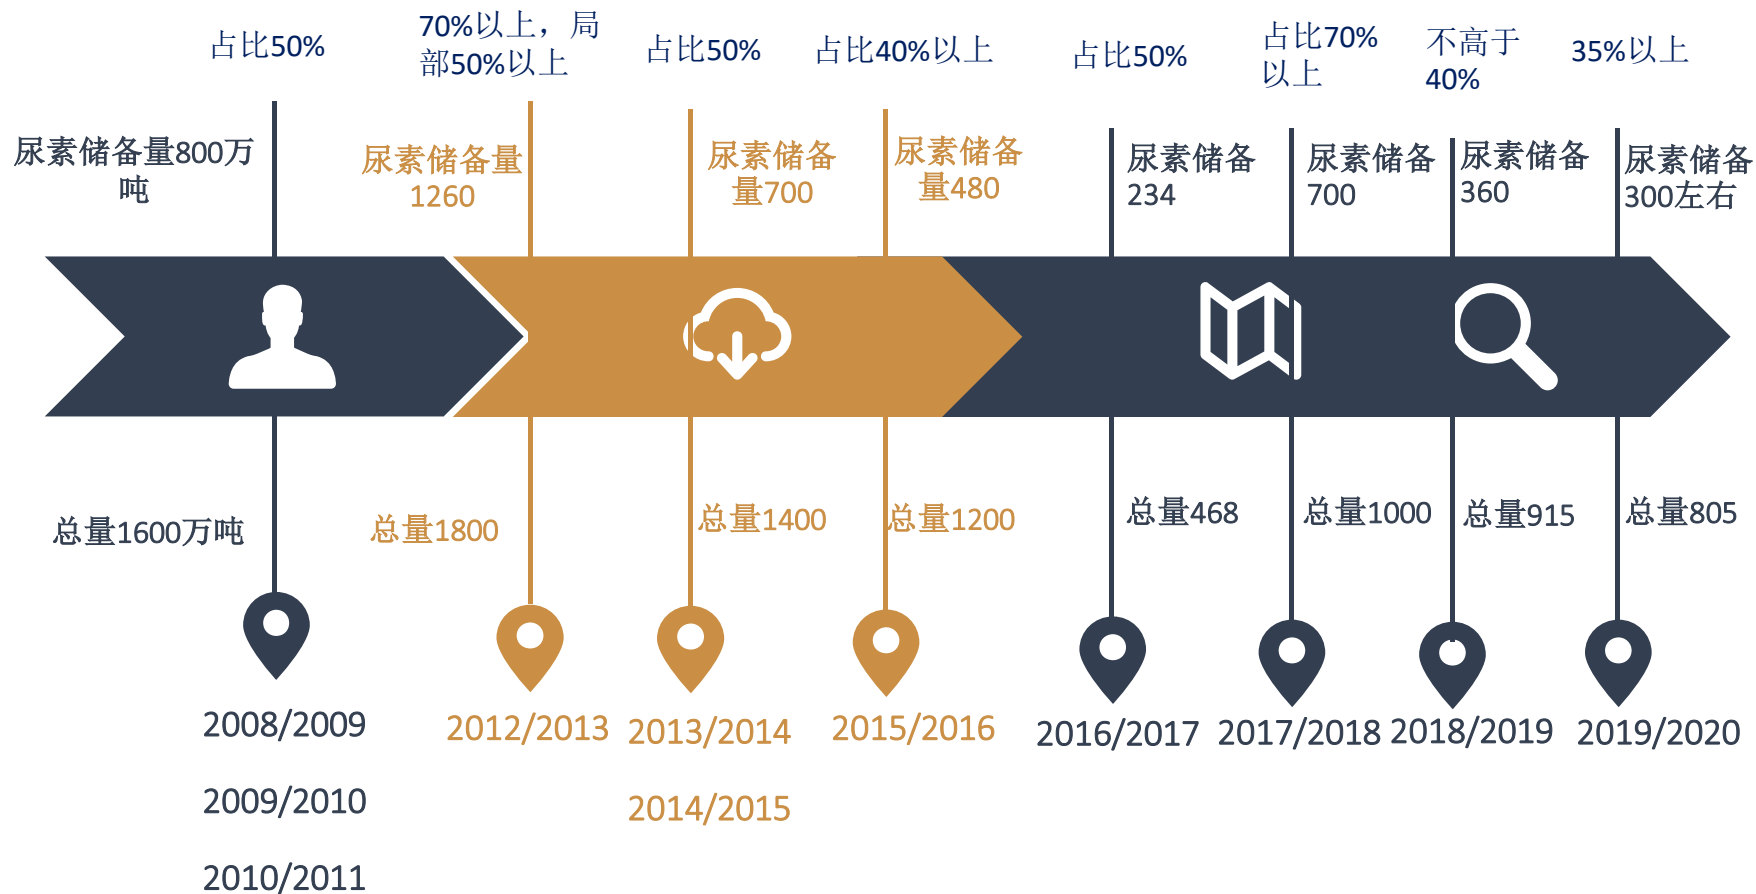 占比50%
70%以上，局
部50%以上
占比50%
占比40%以上
占比50%
占比70%
以上
不高于
40%
35%以上
尿素储备量800万
吨
尿素储备量
1260
尿素储备
量700
尿素储备
量480
尿素储备
234
尿素储备
700
尿素储备
360
尿素储备
300左右
总量1600万吨
总量1800
总量1400
总量1200
总量468
总量1000
总量915
总量805
2008/2009
2009/2010
2010/2011
2012/2013
2013/2014
2014/2015
2015/2016
2016/2017
2017/2018
2018/2019
2019/2020